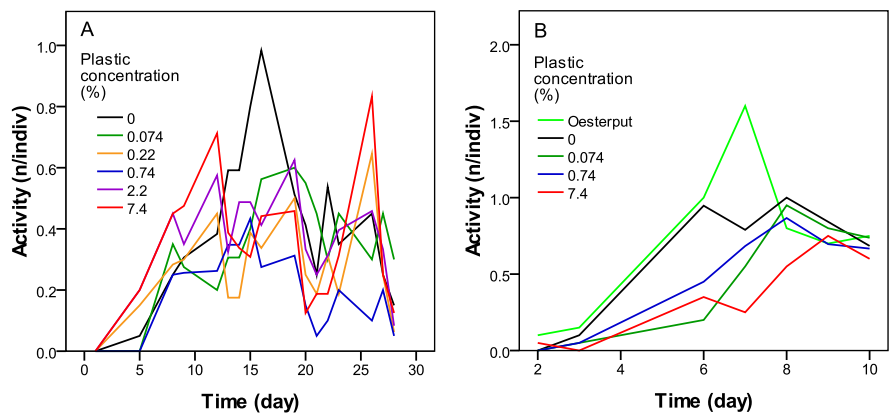 A
Plastic
concentration
(%)
0
0.074
0.22
0.74
2.2
7.4
1.0
0.8
0.6
0.4
0.2
0.0
0 5 10 15 20 25 30
Activity (n/indiv)
Time (day)
B
Plastic
concentration
(%)
Oesterput
0
0.074
0.74
7.4
2.0
1.5
1.0
0.5
0.0
2 4 6 8 10
Activity (n/indiv)
Time (day)